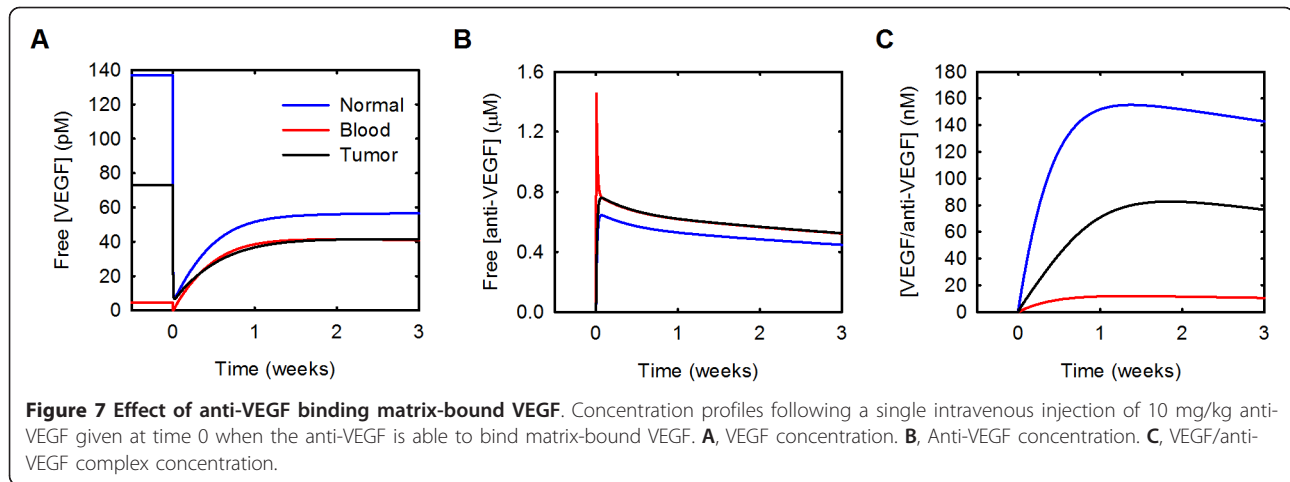 A
B
C
Free [VEGF] (pM)
140
120
100
80
60
40
20
0
Normal
Blood
Tumor
0
1
2
3
Time (weeks)
Free [anti-VEGF] (μM)
1.6
1.2
0.8
0.4
0.0
0
1
2
3
Time (weeks)
[VEGF/anti-VEGF] (nM)
180
160
140
120
100
80
60
40
20
0
0
1
2
3
Time (weeks)
Figure 7 Effect of anti-VEGF binding matrix-bound VEGF. Concentration profiles following a single intravenous injection of 10 mg/kg anti-
VEGF given at time 0 when the anti-VEGF is able to bind matrix-bound VEGF. A, VEGF concentration. B, Anti-VEGF concentration. C, VEGF/anti-
VEGF complex concentration.